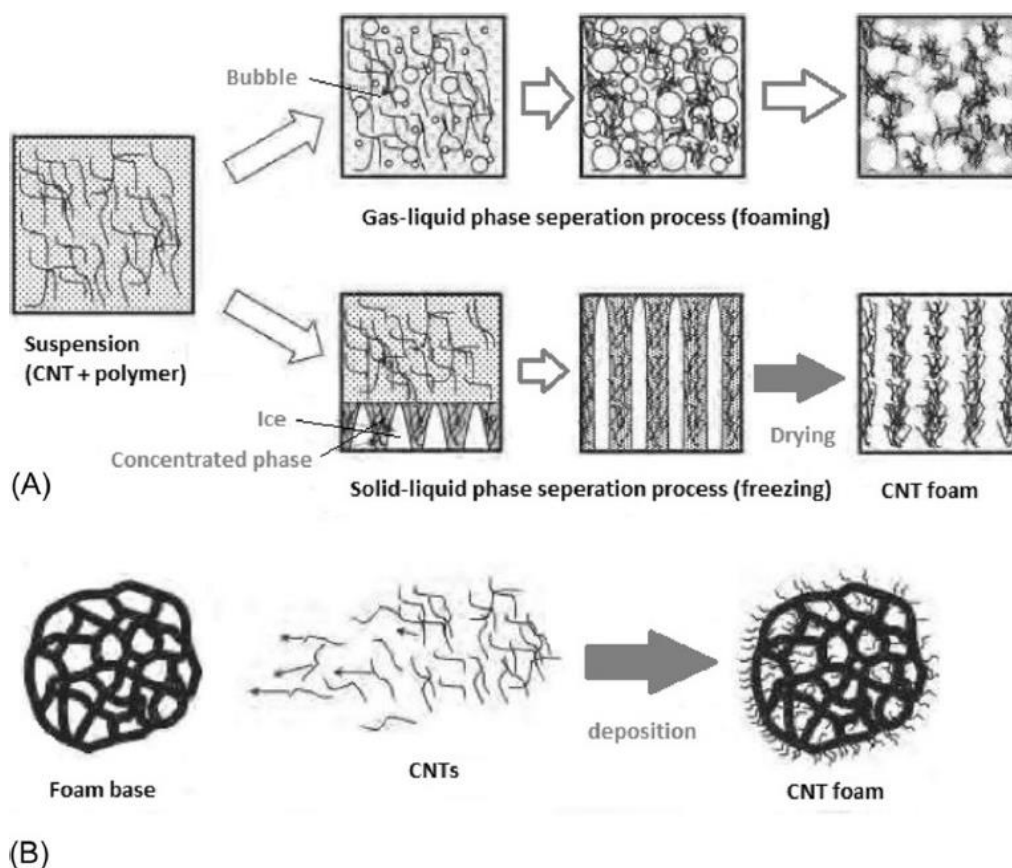 Bubble
Gas-liquid phase seperation process (foaming)
Suspension
(CNT + polymer)
Ice
Concentrated phase
Drying
(A)
Solid-liquid phase seperation process (freezing)
CNT foam
deposition
CNTs
Foam base
CNT foam
(B)